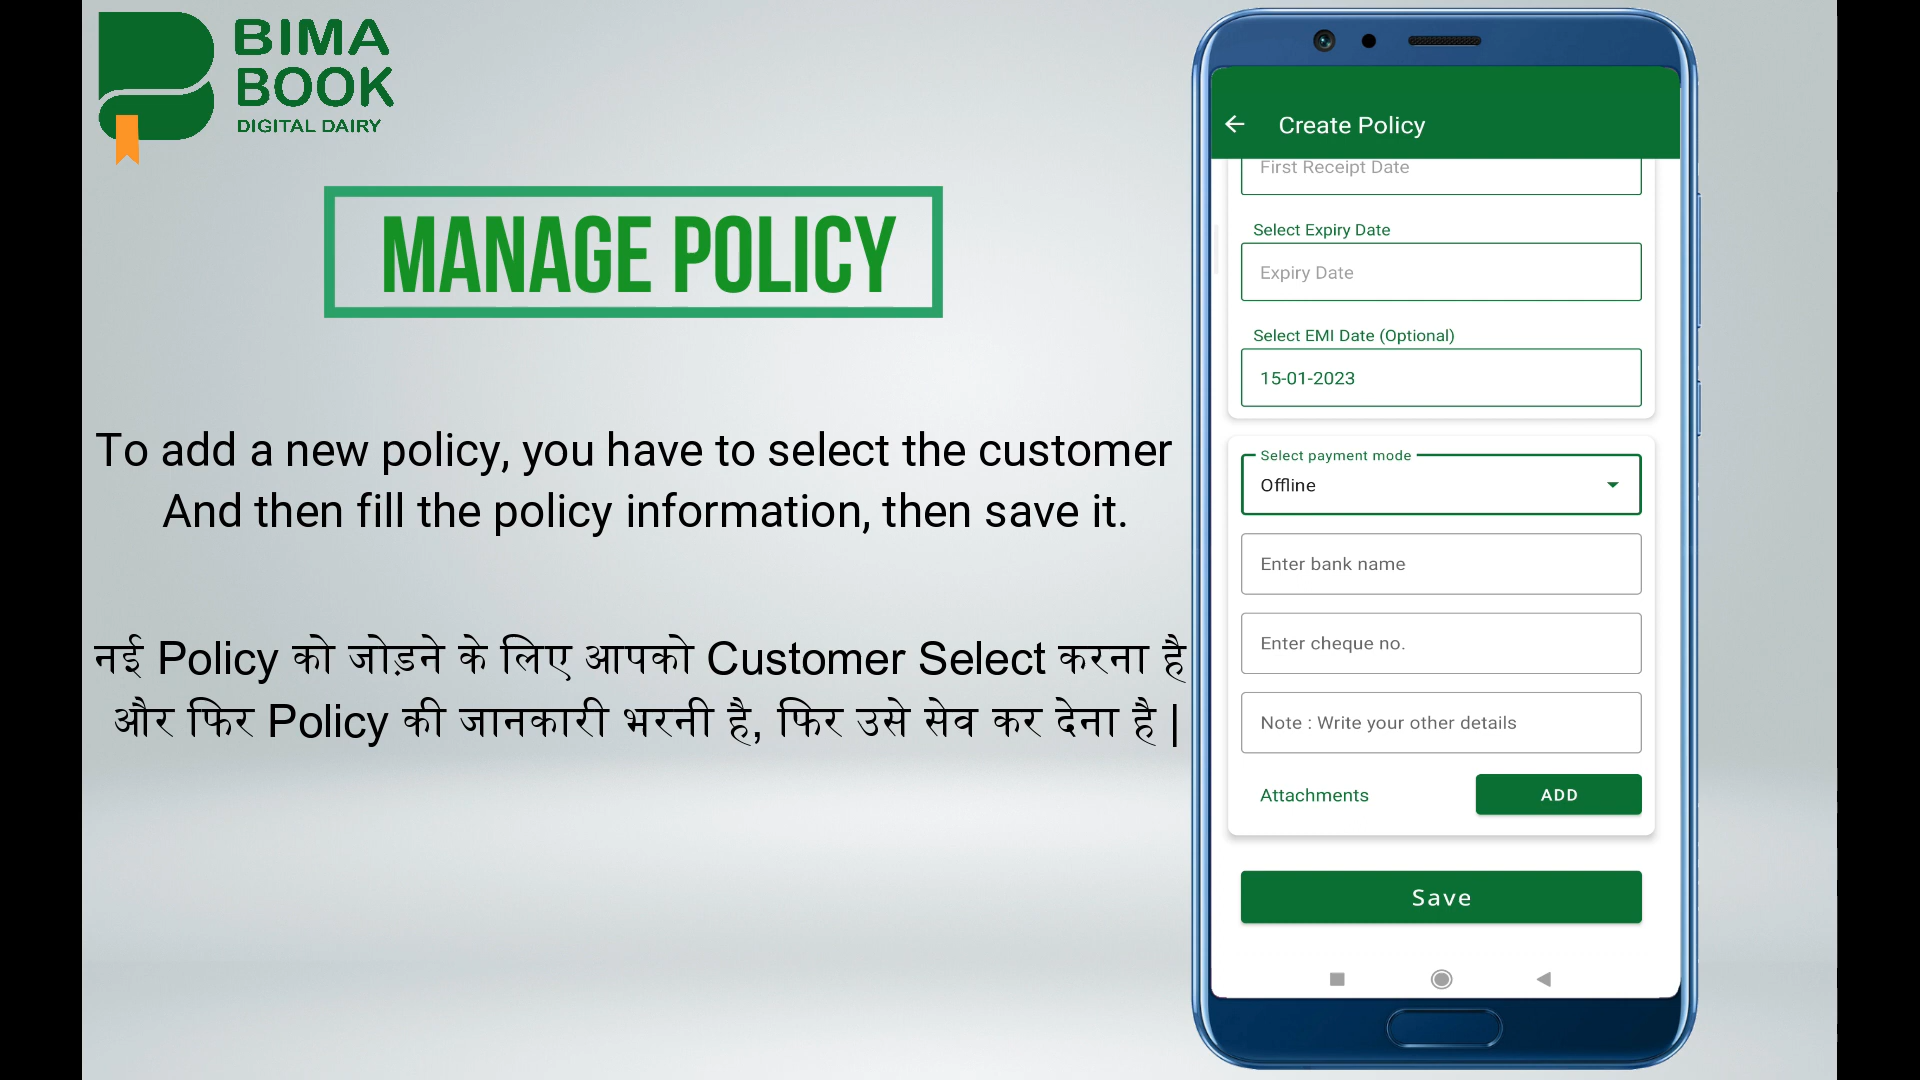 BIMA
BOOK
DIGITAL DAIRY
MANAGE POLICY
To add a new policy, you have to select the customer
And then fill the policy information, then save it.
नई Policy को जोड़ने के लिए आपको Customer Select करना है
और फिर Policy की जानकारी भरनी है, फिर उसे सेव कर देना है |
Create Policy
First Receipt Date
Select Expiry Date
Expiry Date
Select EMI Date (Optional)
15-01-2023
Select payment mode
Offline
Enter bank name
Enter cheque no.
Note : Write your other details
Attachments ADD
Save